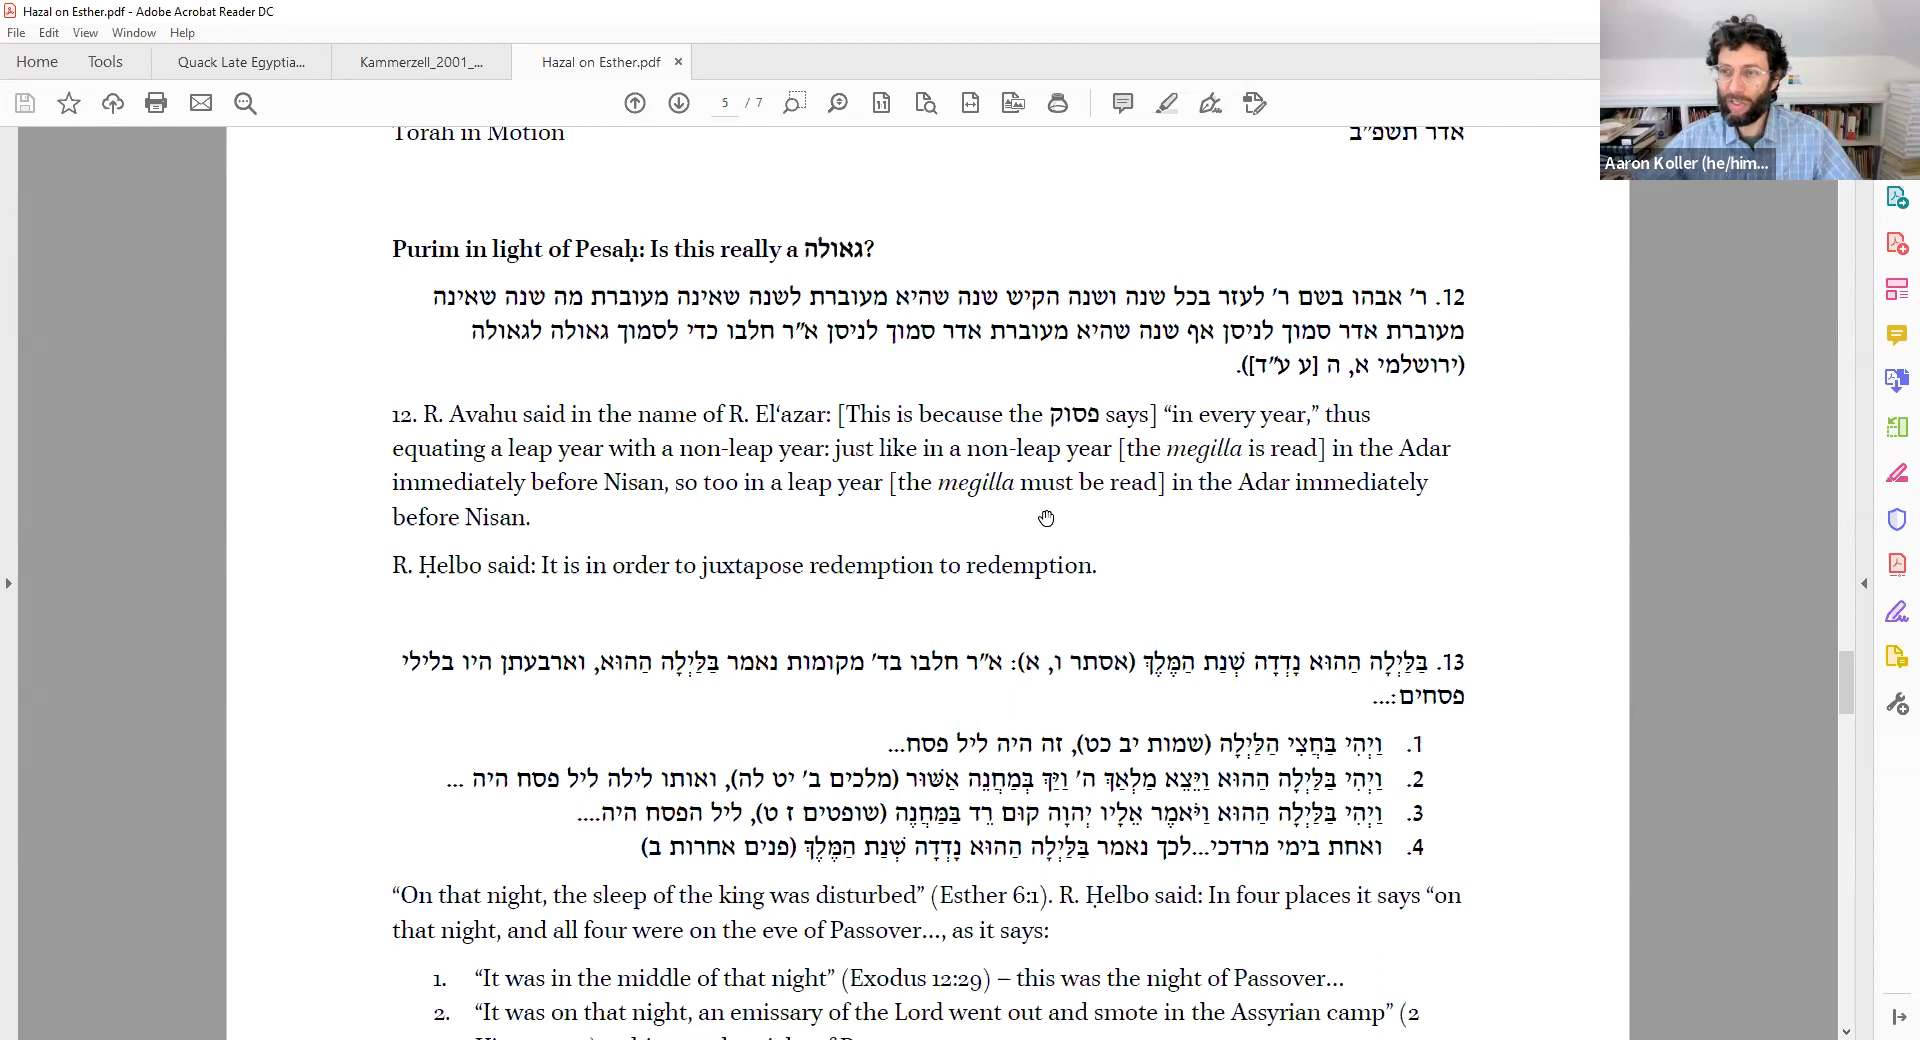 Hazal on Esther.pdf - Adobe Acrobat Reader DC
File Edit View Window Help
Home Tools Quack Late Egyptia... Kammerzell_2001_... Hazal on Esther.pdf ×
5 / 7
Aaron Koller (he/him...
Torah in Motion אדר תשפ״ב
Purim in light of Pesaḥ: Is this really a גאולה?
12. ר' אבהו בשם ר' לעזר בכל שנה ושנה הקיש שנה שהיא מעוברת לשנה שאינה מעוברת מה שנה שאינה
מעוברת אדר סמוך לניסן אף שנה שהיא מעוברת אדר סמוך לניסן א״ר חלבו כדי לסמוך גאולה לגאולה
(ירושלמי א, ה [ע ע״ד]).
12. R. Avahu said in the name of R. El‘azar: [This is because the פסוק says] “in every year,” thus
equating a leap year with a non-leap year: just like in a non-leap year [the megilla is read] in the Adar
immediately before Nisan, so too in a leap year [the megilla must be read] in the Adar immediately
before Nisan.
R. Ḥelbo said: It is in order to juxtapose redemption to redemption.
13. בַּלַּיְלָה הַהוּא נָדְדָה שְׁנַת הַמֶּלֶךְ (אסתר ו, א): א״ר חלבו בד' מקומות נאמר בַּלַּיְלָה הַהוּא, וארבעתן היו בלילי
פסחים:...
1. וַיְהִי בַּחֲצִי הַלַּיְלָה (שמות יב כט), זה היה ליל פסח...
2. וַיְהִי בַּלַּיְלָה הַהוּא וַיֵּצֵא מַלְאַךְ ה' וַיַּךְ בְּמַחֲנֵה אַשּׁוּר (מלכים ב' יט לה), ואותו לילה ליל פסח היה ...
3. וַיְהִי בַּלַּיְלָה הַהוּא וַיֹּאמֶר אֵלָיו יְהוָה קוּם רֵד בַּמַּחֲנֶה (שופטים ז ט), ליל הפסח היה....
4. ואחת בימי מרדכי...לכך נאמר בַּלַּיְלָה הַהוּא נָדְדָה שְׁנַת הַמֶּלֶךְ (פנים אחרות ב)
“On that night, the sleep of the king was disturbed” (Esther 6:1). R. Ḥelbo said: In four places it says “on
that night, and all four were on the eve of Passover…, as it says:
1. “It was in the middle of that night” (Exodus 12:29) – this was the night of Passover…
2. “It was on that night, an emissary of the Lord went out and smote in the Assyrian camp” (2